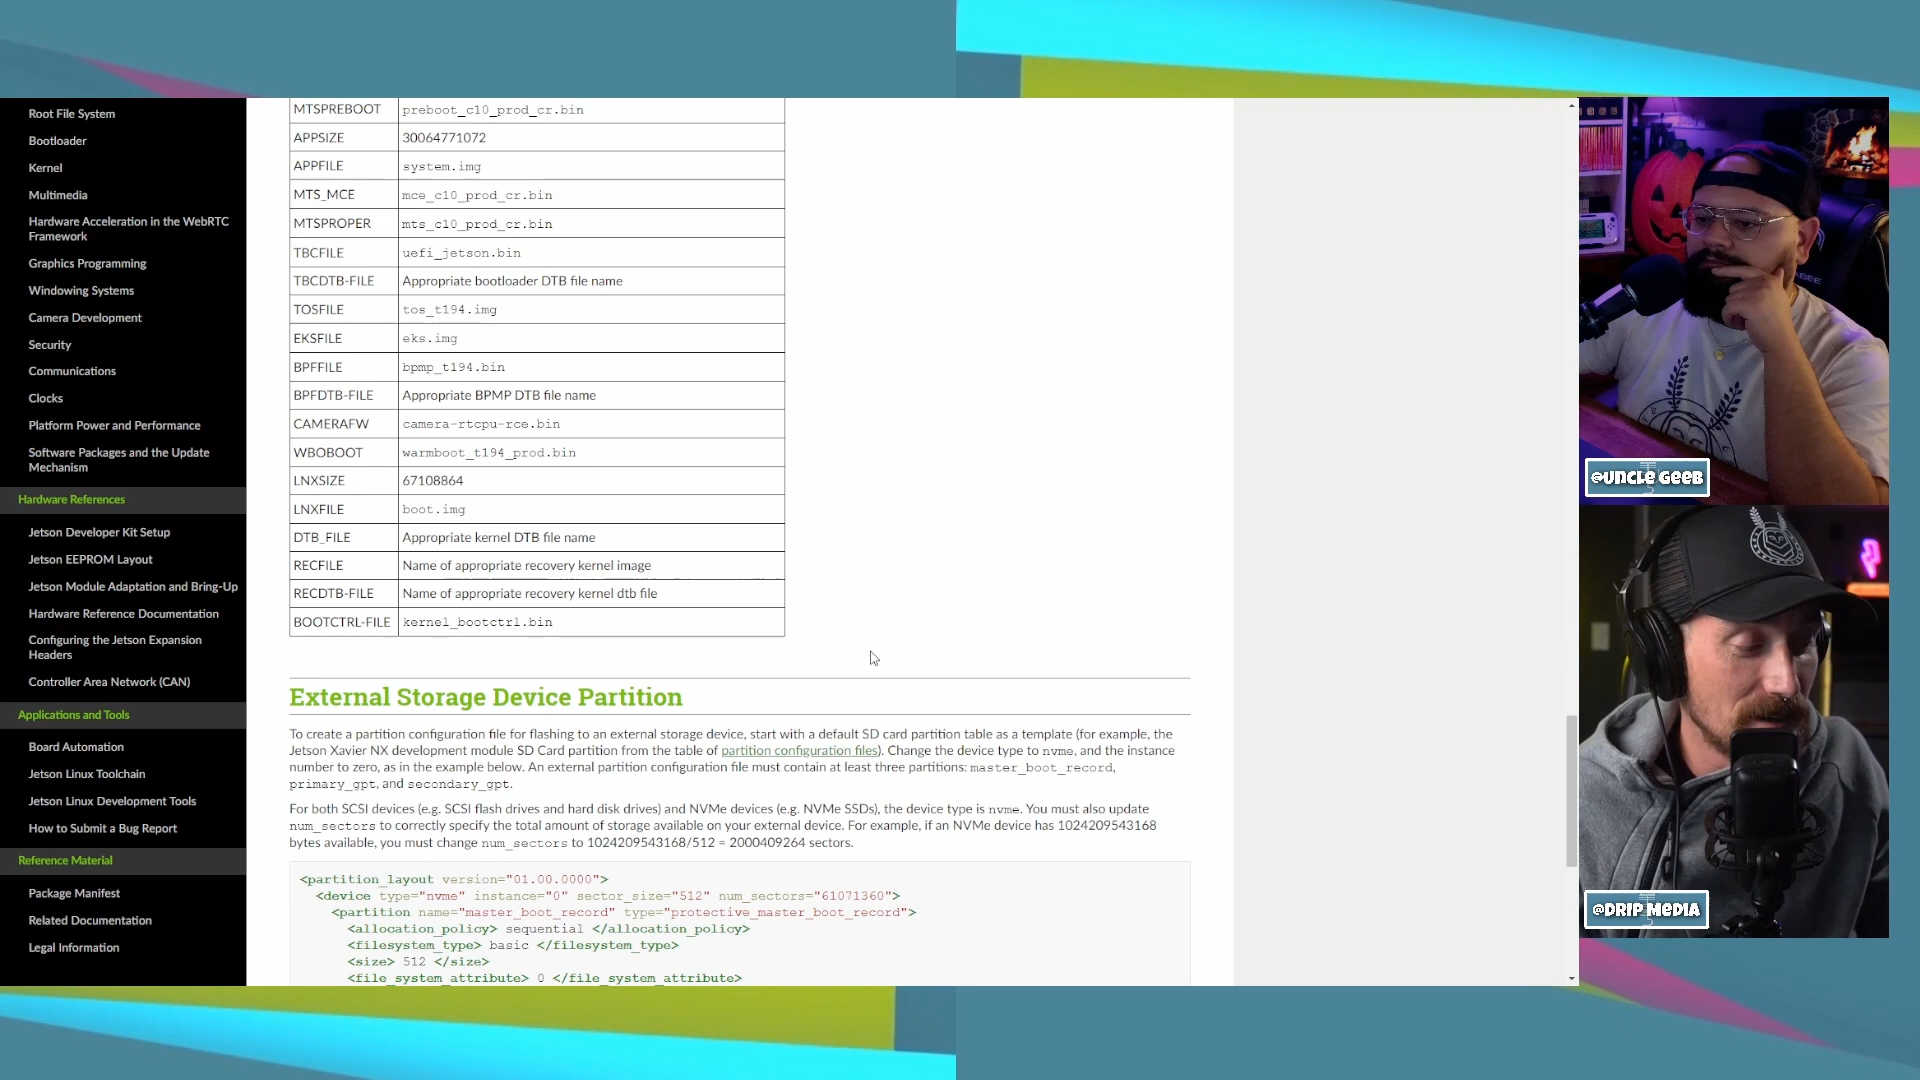 Root File System
Bootloader
Kernel
Multimedia
Hardware Acceleration in the WebRTC
Framework
Graphics Programming
Windowing Systems
Camera Development
Security
Communications
Clocks
Platform Power and Performance
Software Packages and the Update
Mechanism
Hardware References
Jetson Developer Kit Setup
Jetson EEPROM Layout
Jetson Module Adaptation and Bring-Up
Hardware Reference Documentation
Configuring the Jetson Expansion
Headers
Controller Area Network (CAN)
Applications and Tools
Board Automation
Jetson Linux Toolchain
Jetson Linux Development Tools
How to Submit a Bug Report
Reference Material
Package Manifest
Related Documentation
Legal Information
MTSPREBOOT preboot_c10_prod_cr.bin
APPSIZE 30064771072
APPFILE system.img
MTS_MCE mce_c10_prod_cr.bin
MTSPROPER mts_c10_prod_cr.bin
TBCFILE uefi_jetson.bin
TBCDTB-FILE Appropriate bootloader DTB file name
TOSFILE tos_t194.img
EKSFILE eks.img
BPFFILE bpmp_t194.bin
BPFDTB-FILE Appropriate BPMP DTB file name
CAMERAFW camera-rtcpu-rce.bin
WB0BOOT warmboot_t194_prod.bin
LNXSIZE 67108864
LNXFILE boot.img
DTB_FILE Appropriate kernel DTB file name
RECFILE Name of appropriate recovery kernel image
RECDTB-FILE Name of appropriate recovery kernel dtb file
BOOTCTRL-FILE kernel_bootctrl.bin
External Storage Device Partition
To create a partition configuration file for flashing to an external storage device, start with a default SD card partition table as a template (for example, the
Jetson Xavier NX development module SD Card partition from the table of partition configuration files). Change the device type to nvme, and the instance
number to zero, as in the example below. An external partition configuration file must contain at least three partitions: master_boot_record,
primary_gpt, and secondary_gpt.
For both SCSI devices (e.g. SCSI flash drives and hard disk drives) and NVMe devices (e.g. NVMe SSDs), the device type is nvme. You must also update
num_sectors to correctly specify the total amount of storage available on your external device. For example, if an NVMe device has 1024209543168
bytes available, you must change num_sectors to 1024209543168/512 = 2000409264 sectors.
<partition_layout version="01.00.0000">
<device type="nvme" instance="0" sector_size="512" num_sectors="61071360">
<partition name="master_boot_record" type="protective_master_boot_record">
<allocation_policy> sequential </allocation_policy>
<filesystem_type> basic </filesystem_type>
<size> 512 </size>
<file_system_attribute> 0 </file_system_attribute>
@UNCLE GEEB
@DRIP MEDIA